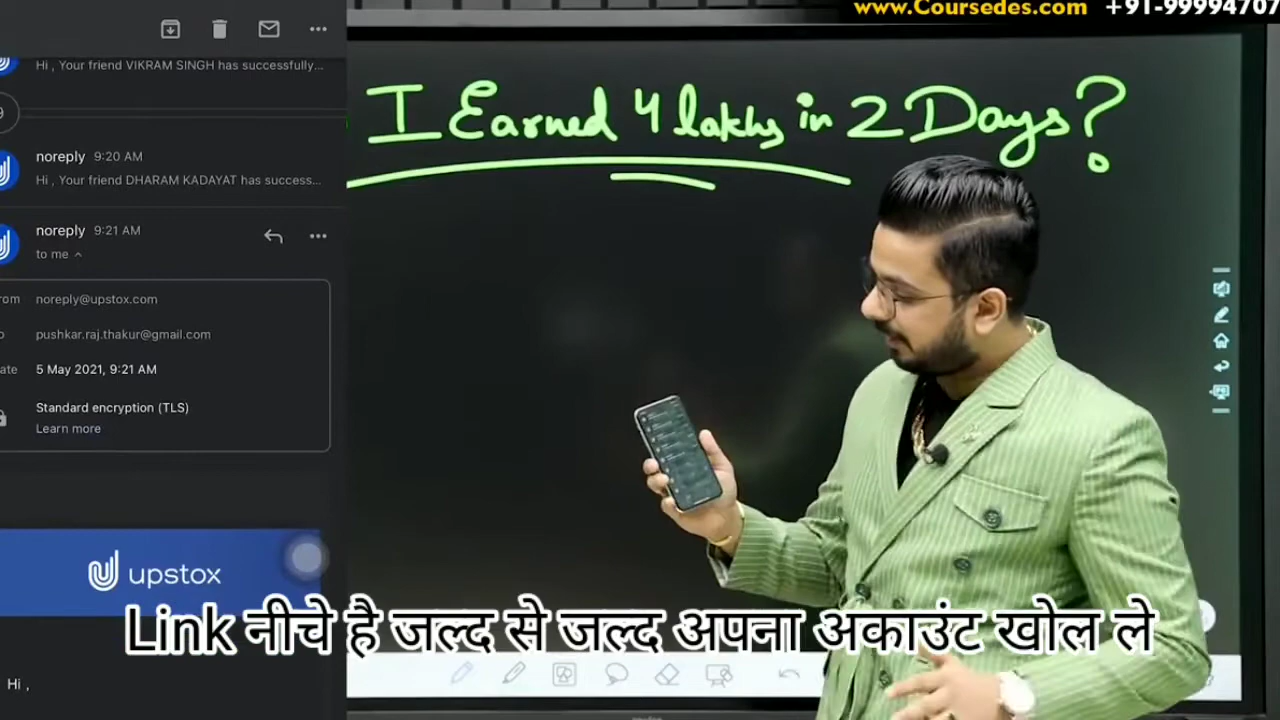 www.Coursedes.com +91-99994707
Hi , Your friend VIKRAM SINGH has successfully...
I Earned 4 lakhs in 2 Days?
noreply 9:20 AM
Hi , Your friend DHARAM KADAYAT has success...
noreply 9:21 AM
to me
noreply@upstox.com
pushkar.raj.thakur@gmail.com
5 May 2021, 9:21 AM
Standard encryption (TLS)
Learn more
upstox
Link नीचे है जल्द से जल्द अपना अकाउंट खोल ले
Hi ,